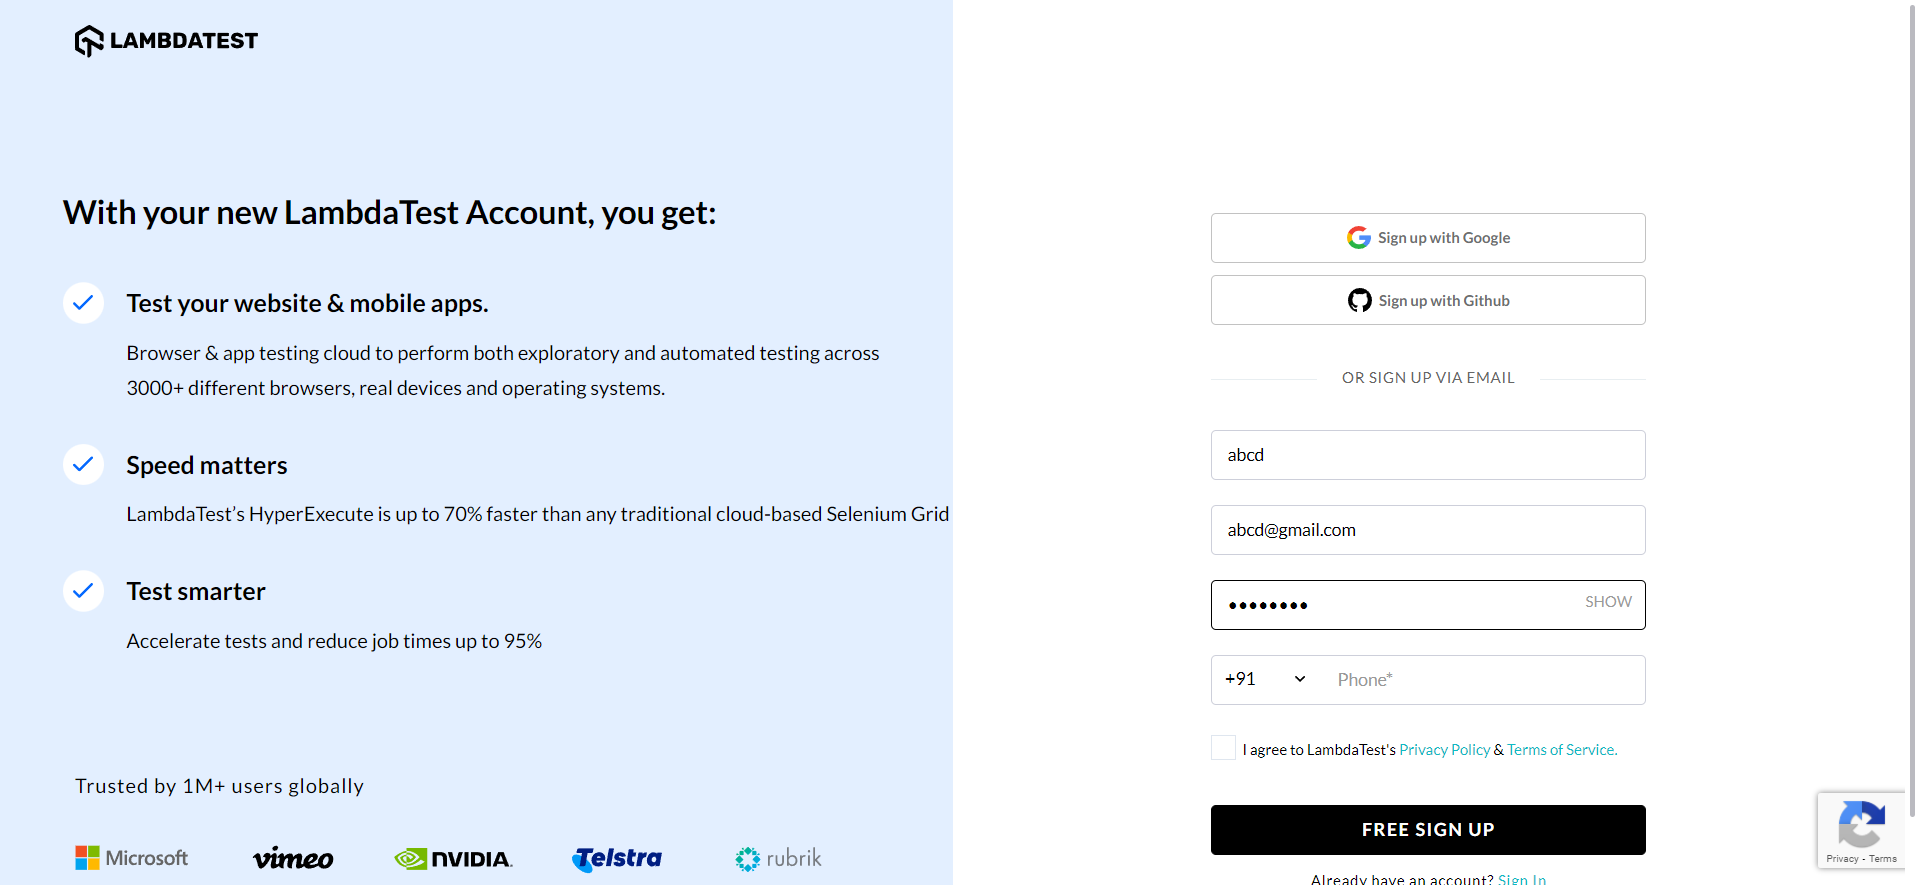 LAMBDATEST
With your new LambdaTest Account, you get:
Test your website & mobile apps.
Browser & app testing cloud to perform both exploratory and automated testing across
3000+ different browsers, real devices and operating systems.
Speed matters
LambdaTest’s HyperExecute is up to 70% faster than any traditional cloud-based Selenium Grid
Test smarter
Accelerate tests and reduce job times up to 95%
Trusted by 1M+ users globally
Microsoft vimeo NVIDIA. Telstra rubrik
Sign up with Google
Sign up with Github
OR SIGN UP VIA EMAIL
abcd
abcd@gmail.com
•••••••• SHOW
+91 Phone*
I agree to LambdaTest's Privacy Policy & Terms of Service.
FREE SIGN UP
Already have an account? Sign In
Privacy - Terms